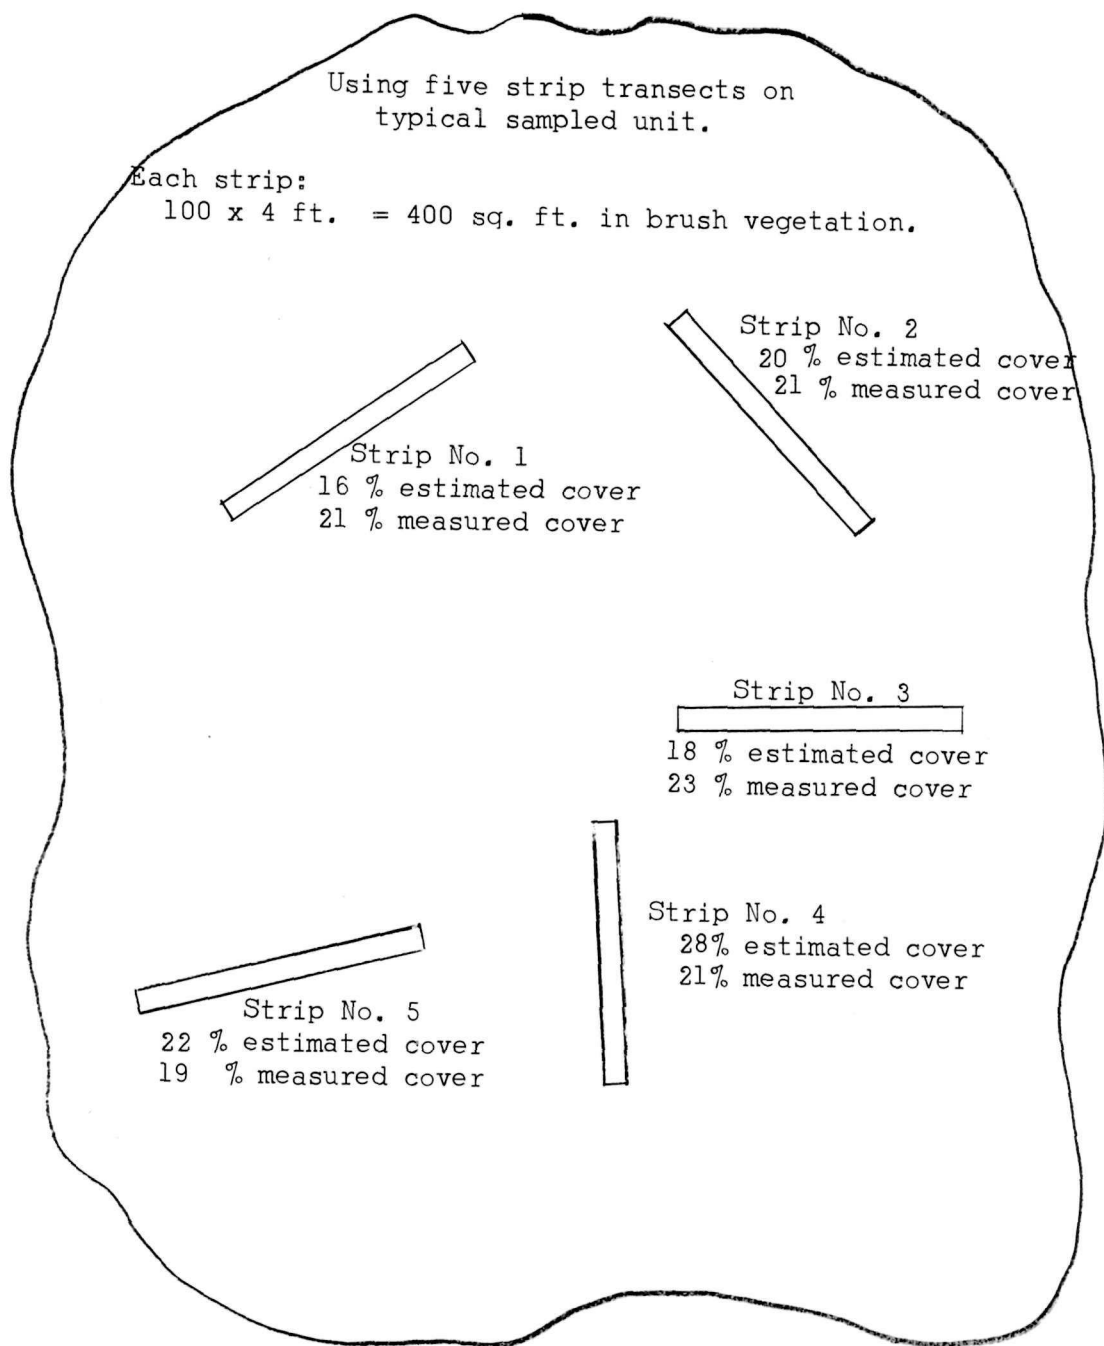 Using five strip transects on
typical sampled unit.
Each strip:
100 x 4 ft. = 400 sq. ft. in brush vegetation.
Strip No. 2
20 % estimated cover
21 % measured cover
Strip No. 1
16 % estimated cover
21 % measured cover
Strip No. 3
18 % estimated cover
23 % measured cover
Strip No. 4
28% estimated cover
21% measured cover
Strip No. 5
22 % estimated cover
19 % measured cover